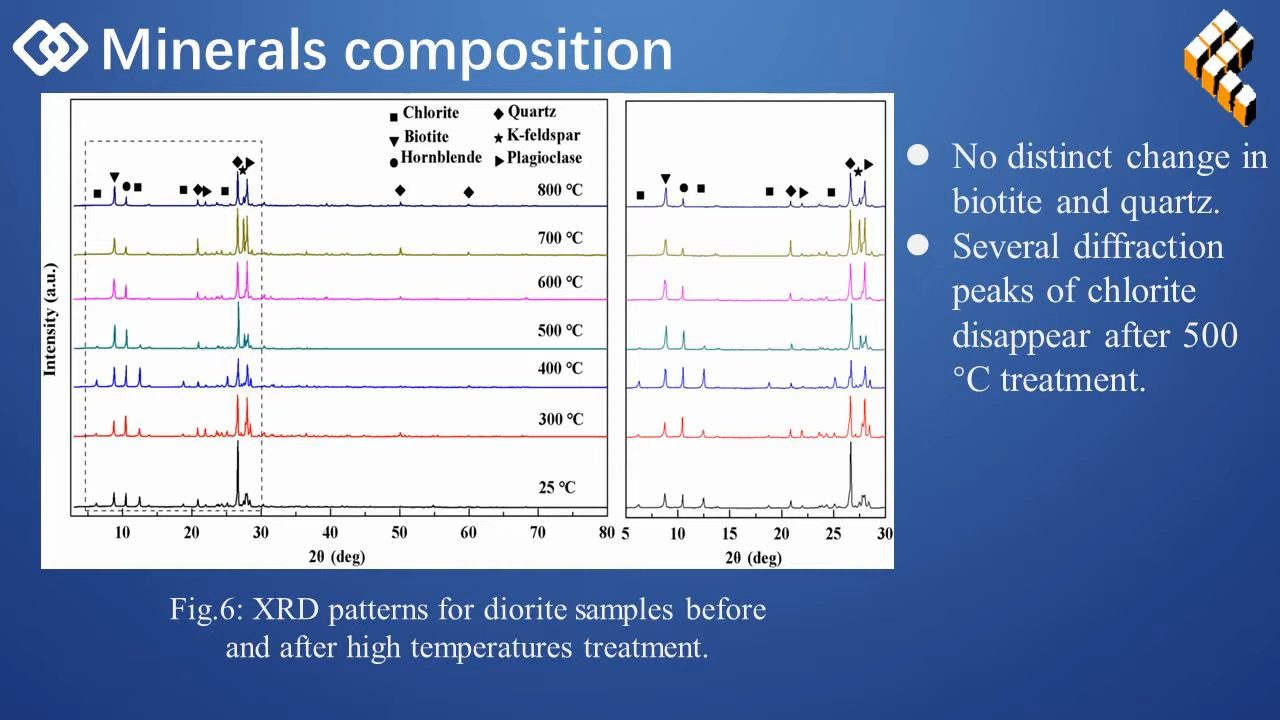 Minerals composition
Chlorite
Quartz
Biotite
K-feldspar
Hornblende
Plagioclase
800 ℃
700 ℃
600 ℃
500 ℃
400 ℃
300 ℃
25 ℃
Intensity (a.u.)
10 20 30 40 50 60 70 80
2θ (deg)
5 10 15 20 25 30
2θ (deg)
No distinct change in
biotite and quartz.
Several diffraction
peaks of chlorite
disappear after 500
°C treatment.
Fig.6: XRD patterns for diorite samples before
and after high temperatures treatment.